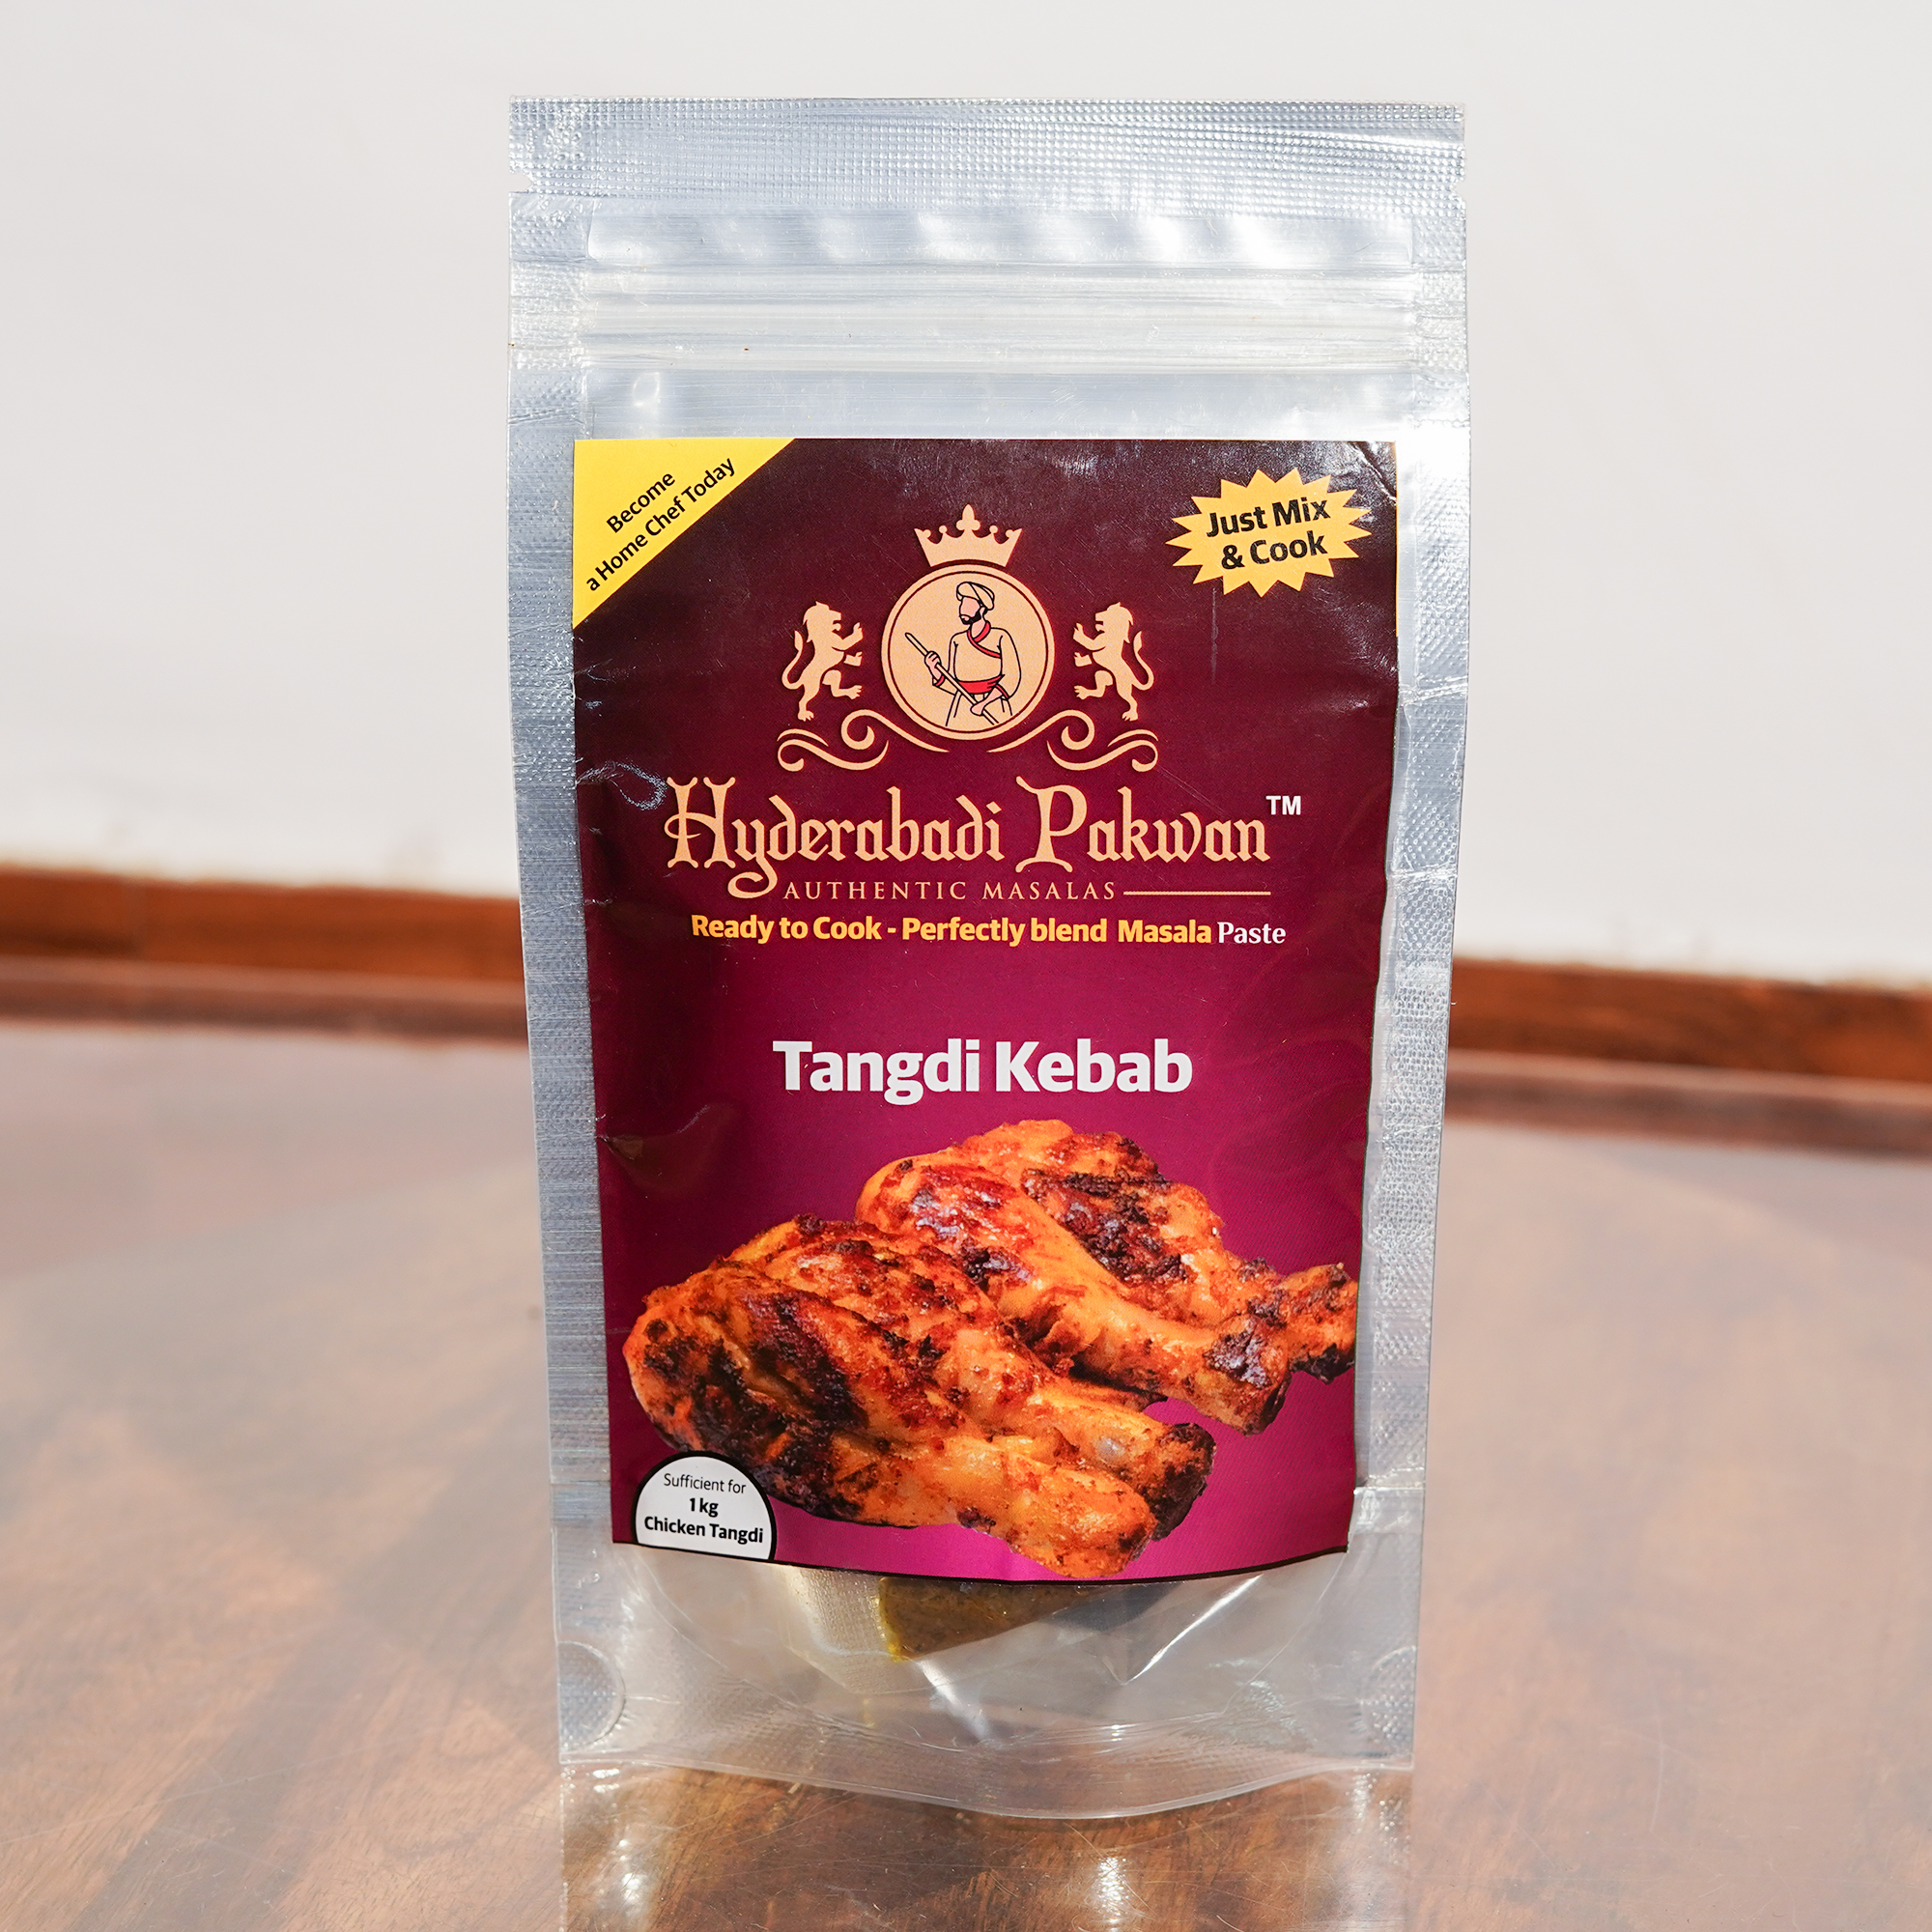 Become
a Home Chef Today
Just Mix
& Cook
Hyderabadi Pakwan™
AUTHENTIC MASALAS
Ready to Cook - Perfectly blend Masala Paste
Tangdi Kebab
Sufficient for
1 kg
Chicken Tangdi